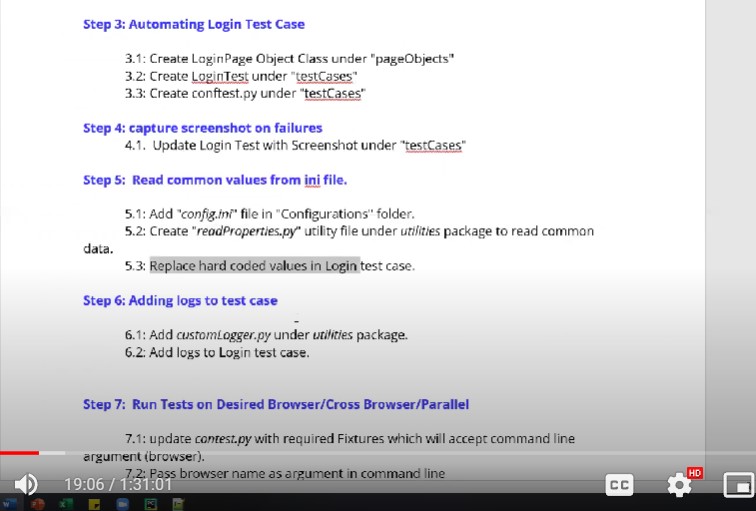 Step 3: Automating Login Test Case
3.1: Create LoginPage Object Class under "pageObjects"
3.2: Create LoginTest under "testCases"
3.3: Create conftest.py under "testCases"
Step 4: capture screenshot on failures
4.1. Update Login Test with Screenshot under "testCases"
Step 5: Read common values from ini file.
5.1: Add "config.ini" file in "Configurations" folder.
5.2: Create "readProperties.py" utility file under utilities package to read common
data.
5.3: Replace hard coded values in Login test case.
Step 6: Adding logs to test case
6.1: Add customLogger.py under utilities package.
6.2: Add logs to Login test case.
Step 7: Run Tests on Desired Browser/Cross Browser/Parallel
7.1: update contest.py with required Fixtures which will accept command line
argument (browser).
7.2: Pass browser name as argument in command line
19:06 / 1:31:01
CC
HD